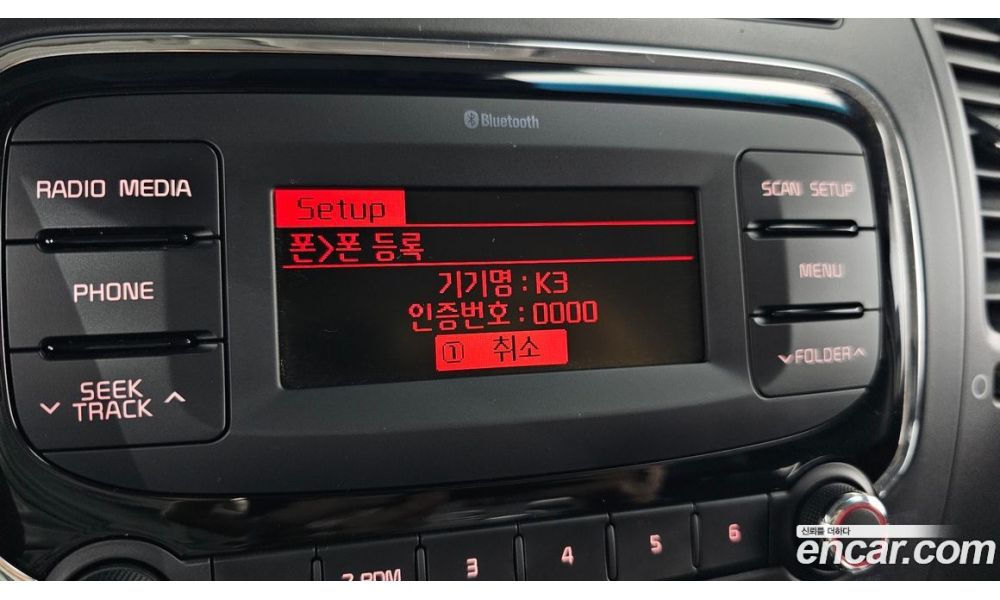 Bluetooth
RADIO MEDIA
PHONE
SEEK
TRACK
Setup
폰>폰 등록
기기명 : K3
인증번호 : 0000
1 취소
SCAN SETUP
MENU
FOLDER
2 RDM
3
4
5
6
신뢰를 더하다
encar.com